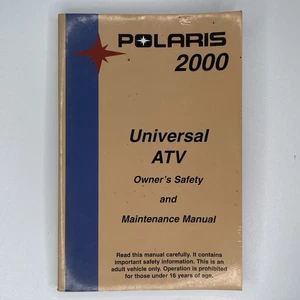 POLARIS
2000
Universal
ATV
Owner's Safety
and
Maintenance Manual
Read this manual carefully. It contains
important safety information. This is an
adult vehicle only. Operation is prohibited
for those under 16 years of age.